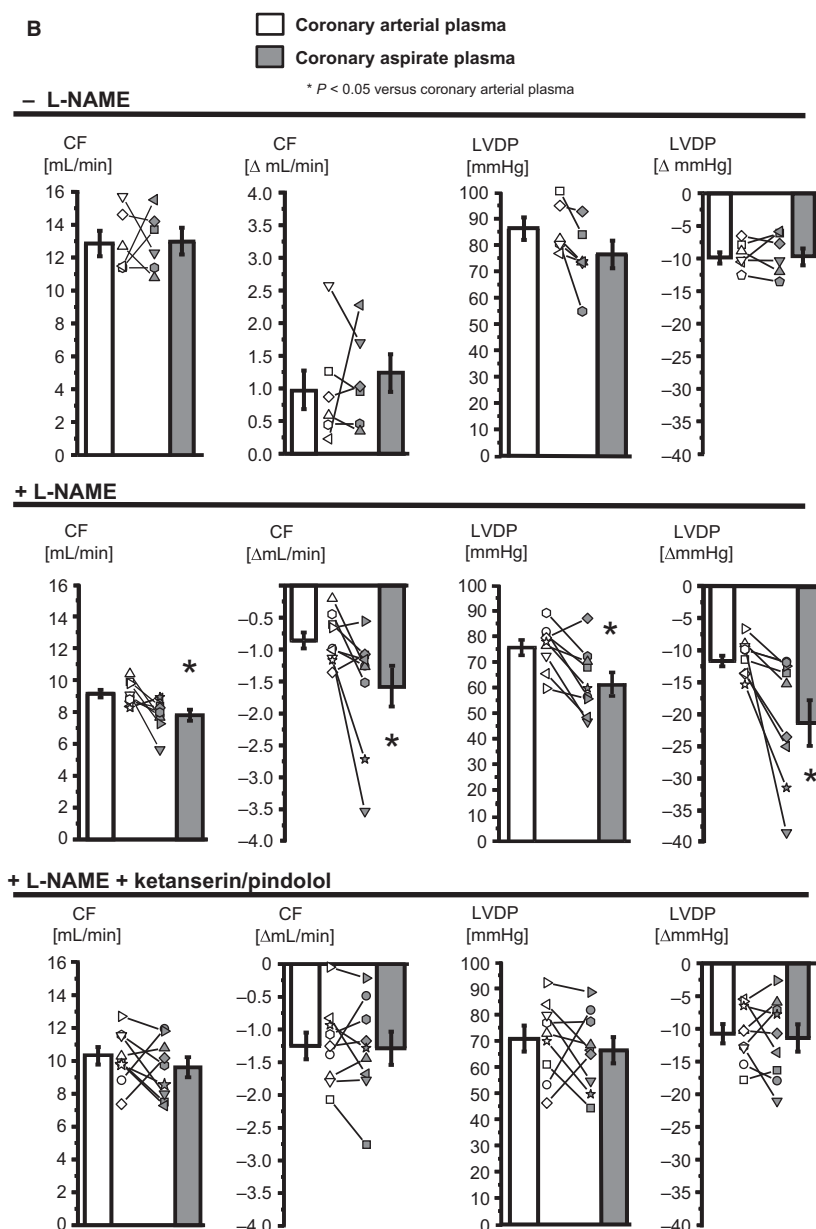 B
Coronary arterial plasma
Coronary aspirate plasma
* P < 0.05 versus coronary arterial plasma
– L-NAME
CF CF LVDP LVDP
[mL/min] [Δ mL/min] [mmHg] [Δ mmHg]
16 4.0 100 0
14 3.5 90 –5
12 3.0 80 –10
10 2.5 70 –15
8 2.0 60 –20
6 1.5 50 –25
4 1.0 40 –30
2 0.5 30 –35
0 0.0 20 –40
10
0
+ L-NAME
CF CF LVDP LVDP
[mL/min] [ΔmL/min] [mmHg] [ΔmmHg]
16 –0.5 100 0
14 –1.0 90 –5
12 –1.5 80 –10
10 –2.0 70 –15
8 –2.5 60 –20
6 –3.0 50 –25
4 –3.5 40 –30
2 –4.0 30 –35
0 20 –40
10
0
* * * *
+ L-NAME + ketanserin/pindolol
CF CF LVDP LVDP
[mL/min] [ΔmL/min] [mmHg] [ΔmmHg]
16 0 100 0
14 –0.5 90 –5
12 –1.0 80 –10
10 –1.5 70 –15
8 –2.0 60 –20
6 –2.5 50 –25
4 –3.0 40 –30
2 –3.5 30 –35
0 –4.0 20 –40
10
0